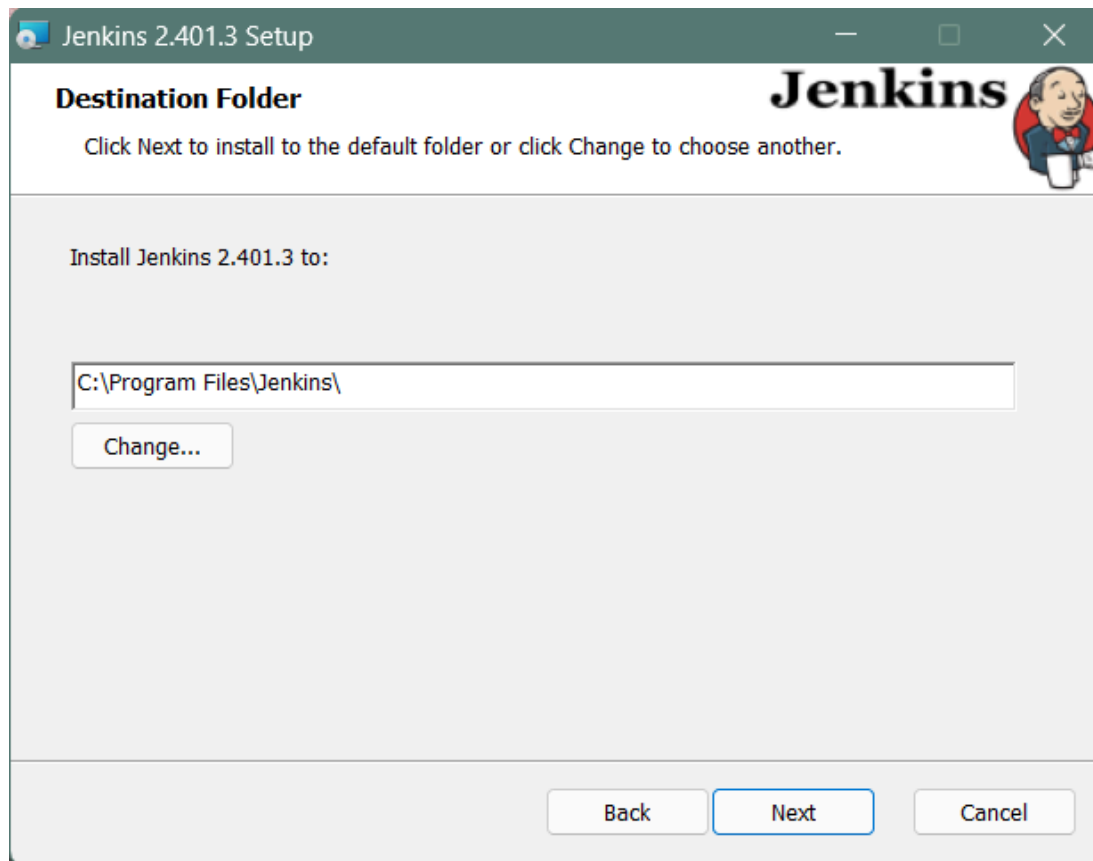 Jenkins 2.401.3 Setup
Jenkins
Destination Folder
Click Next to install to the default folder or click Change to choose another.
Install Jenkins 2.401.3 to:
C:\Program Files\Jenkins\
Change...
Back Next Cancel